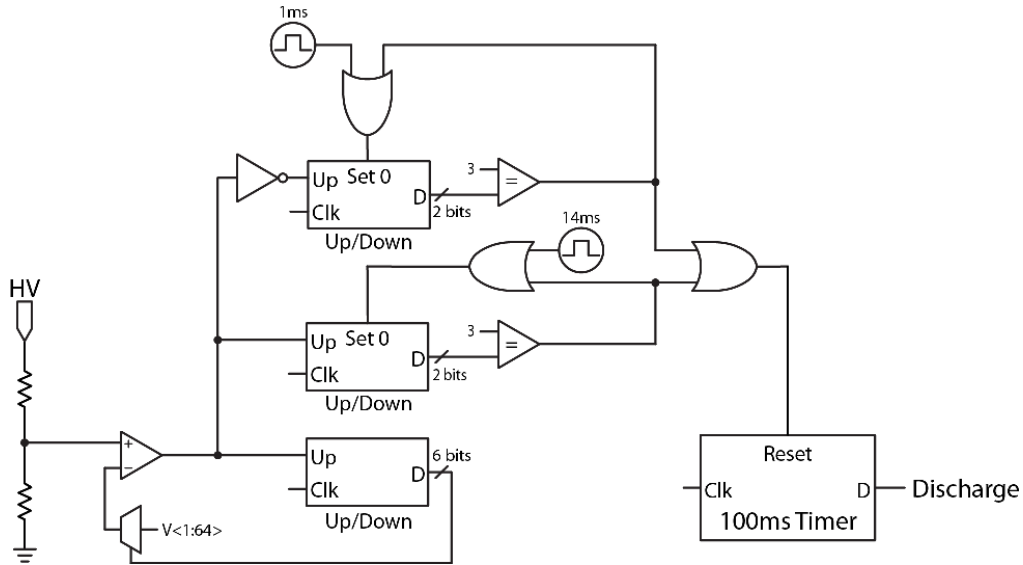 1ms
Up Set 0
D
Clk
2 bits
Up/Down
3
=
14ms
HV
Up Set 0
D
Clk
2 bits
Up/Down
3
=
+
−
Up
D
6 bits
Clk
Up/Down
V<1:64>
Reset
Clk
D
Discharge
100ms Timer